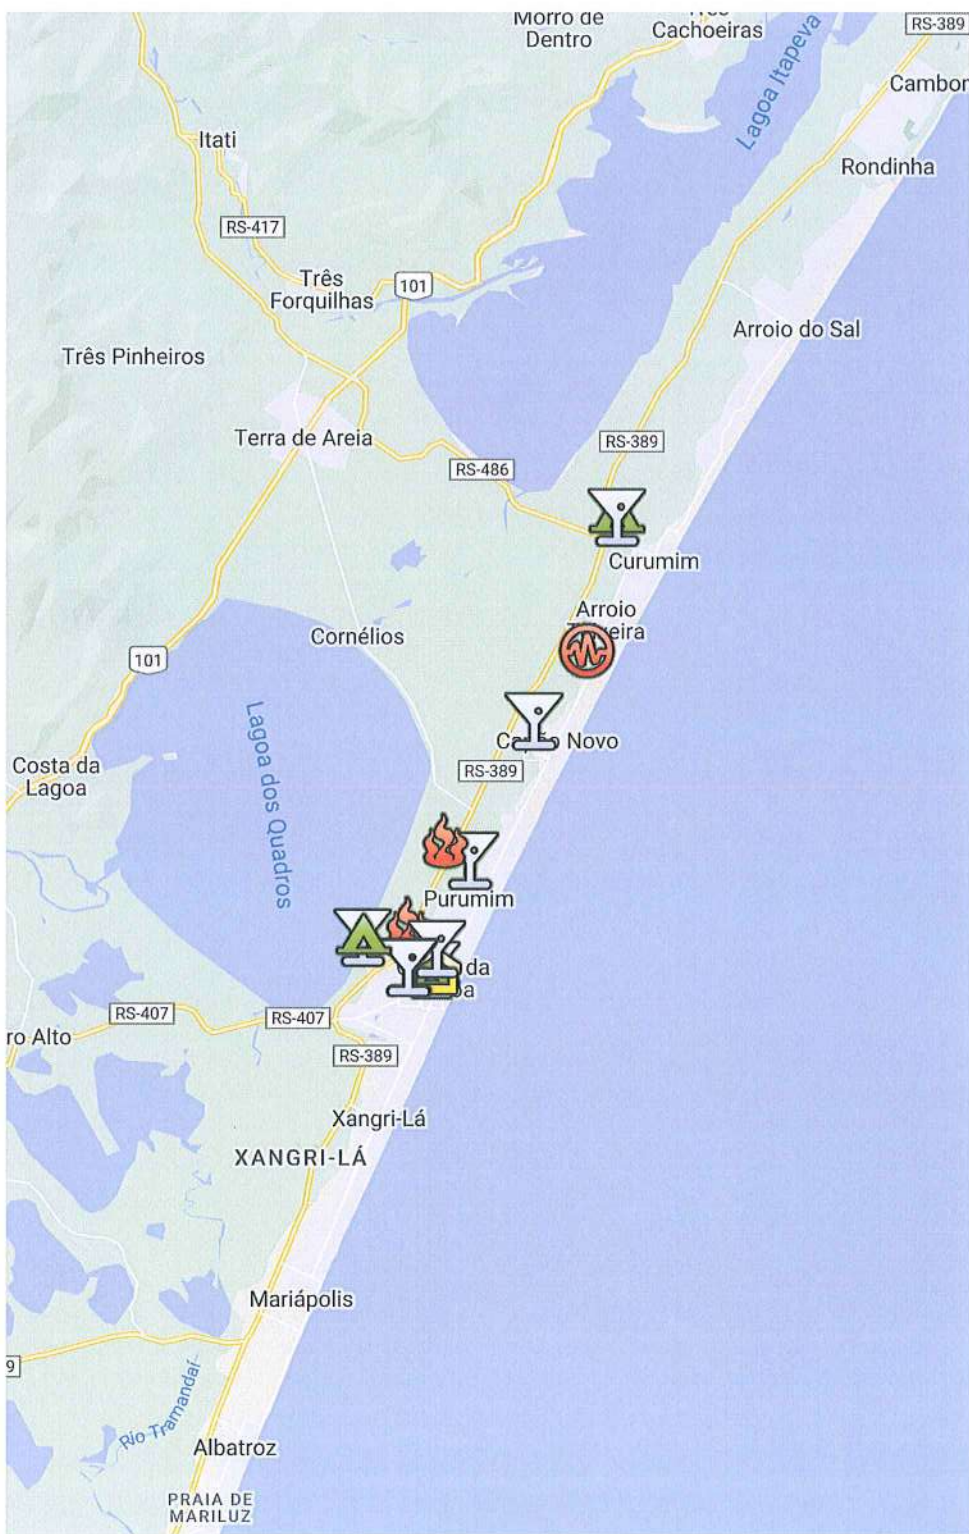 Morro de
Dentro
Cachoeiras
RS-389
Lagoa Itapeva
Cambor
Itati
Rondinha
RS-417
Três
Forquilhas
101
Arroio do Sal
Três Pinheiros
Terra de Areia
RS-389
RS-486
Curumim
Arroio
Cornélios
101
Lagoa dos Quadros
Novo
Costa da
Lagoa
RS-389
Purumim
da
RS-407
RS-407
ro Alto
RS-389
Xangri-Lá
XANGRI-LÁ
Mariápolis
9
Rio Tramandaí
Albatroz
PRAIA DE
MARILUZ